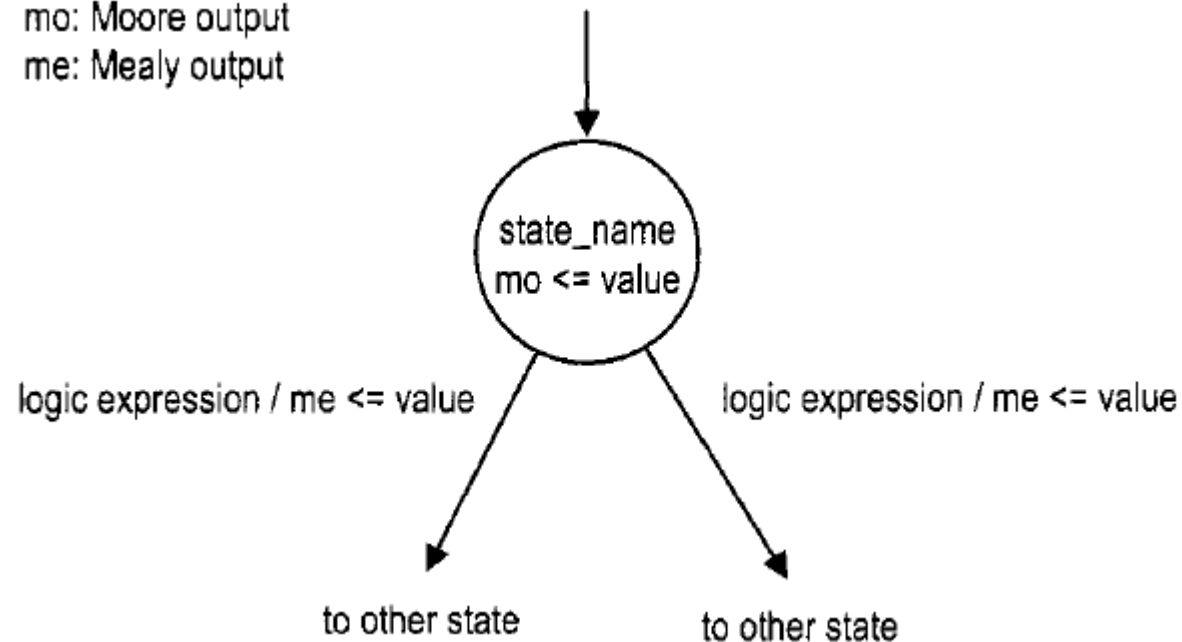 mo: Moore output
me: Mealy output
state_name
mo <= value
logic expression / me <= value
logic expression / me <= value
to other state
to other state